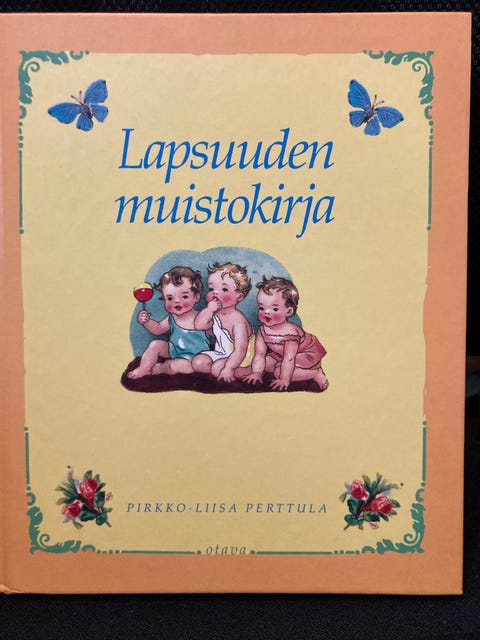 Lapsuuden
muistokirja
PIRKKO-LIISA PERTTULA
otava